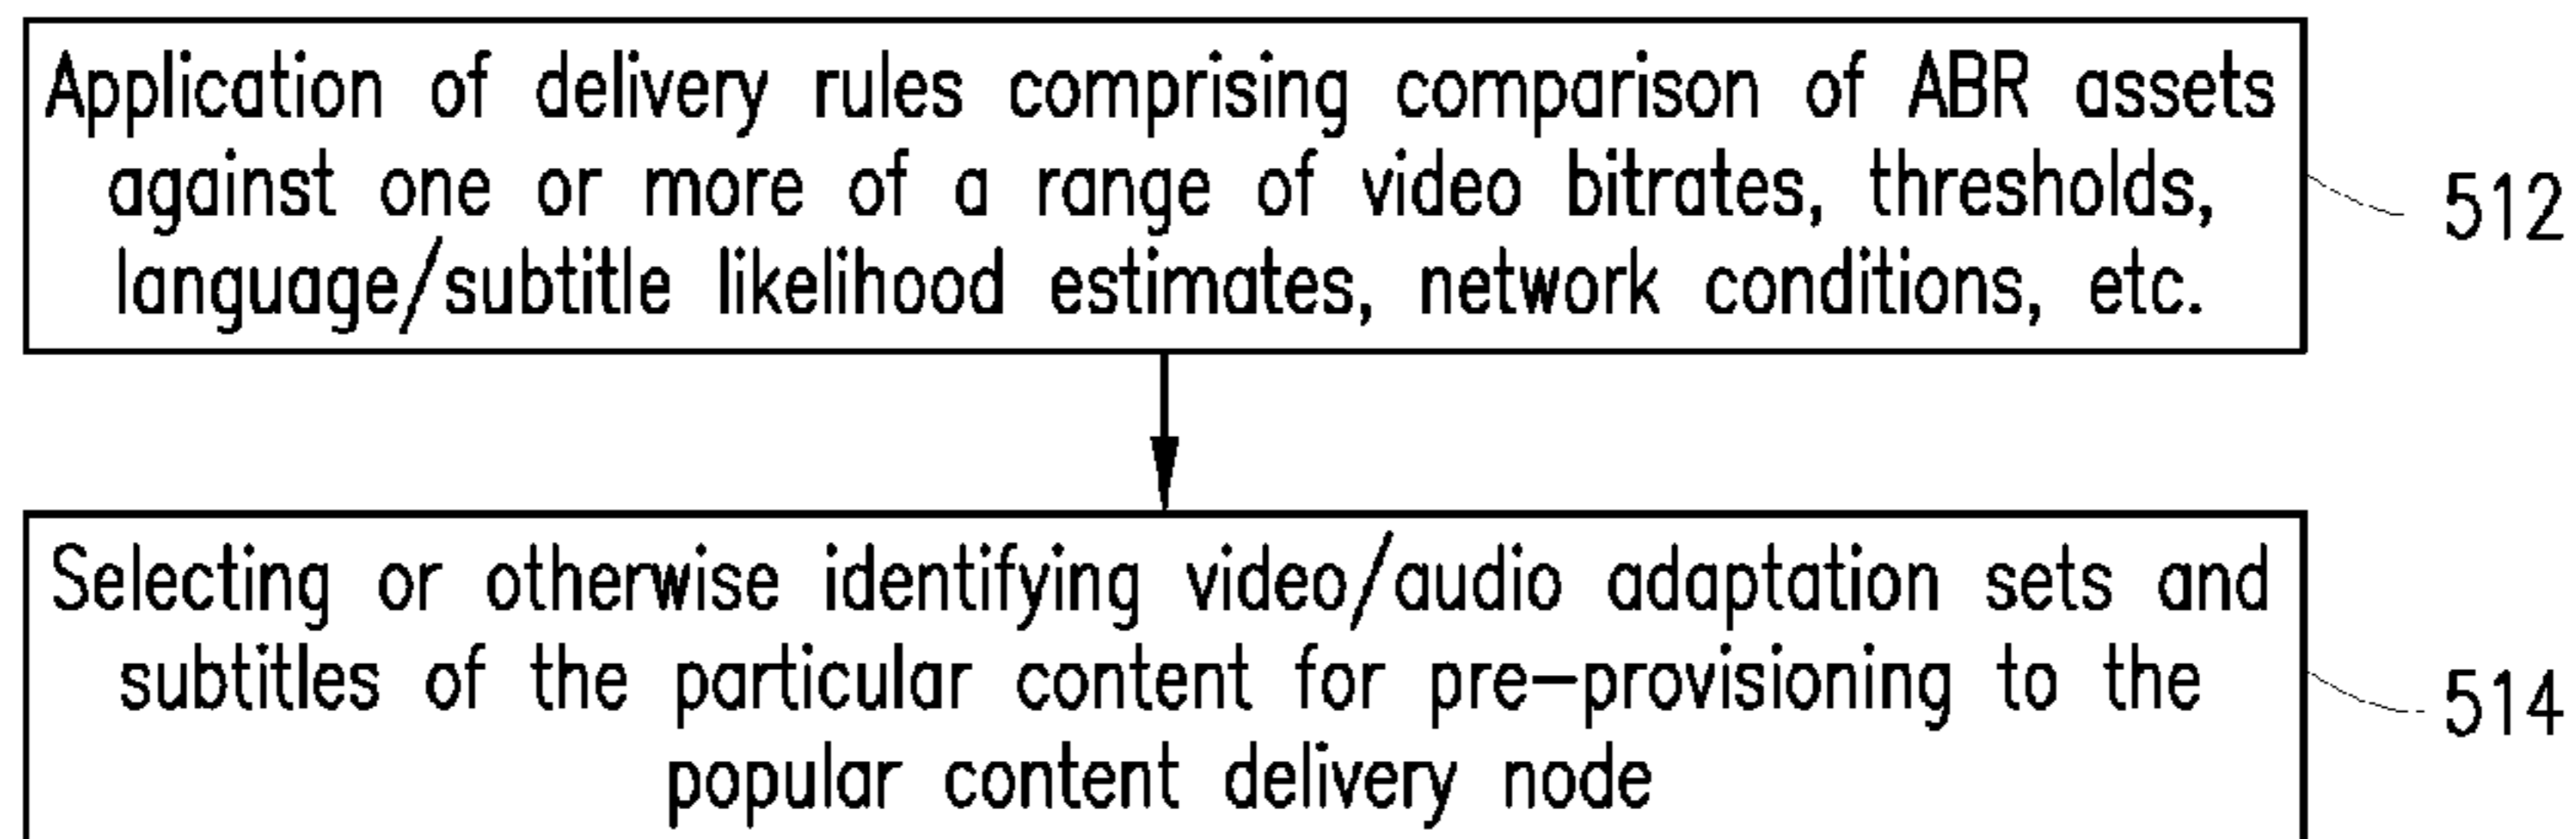 Application of delivery rules comprising comparison of ABR assets
against one or more of a range of video bitrates, thresholds,
language/subtitle likelihood estimates, network conditions, etc.
512
Selecting or otherwise identifying video/audio adaptation sets and
subtitles of the particular content for pre-provisioning to the
popular content delivery node
514